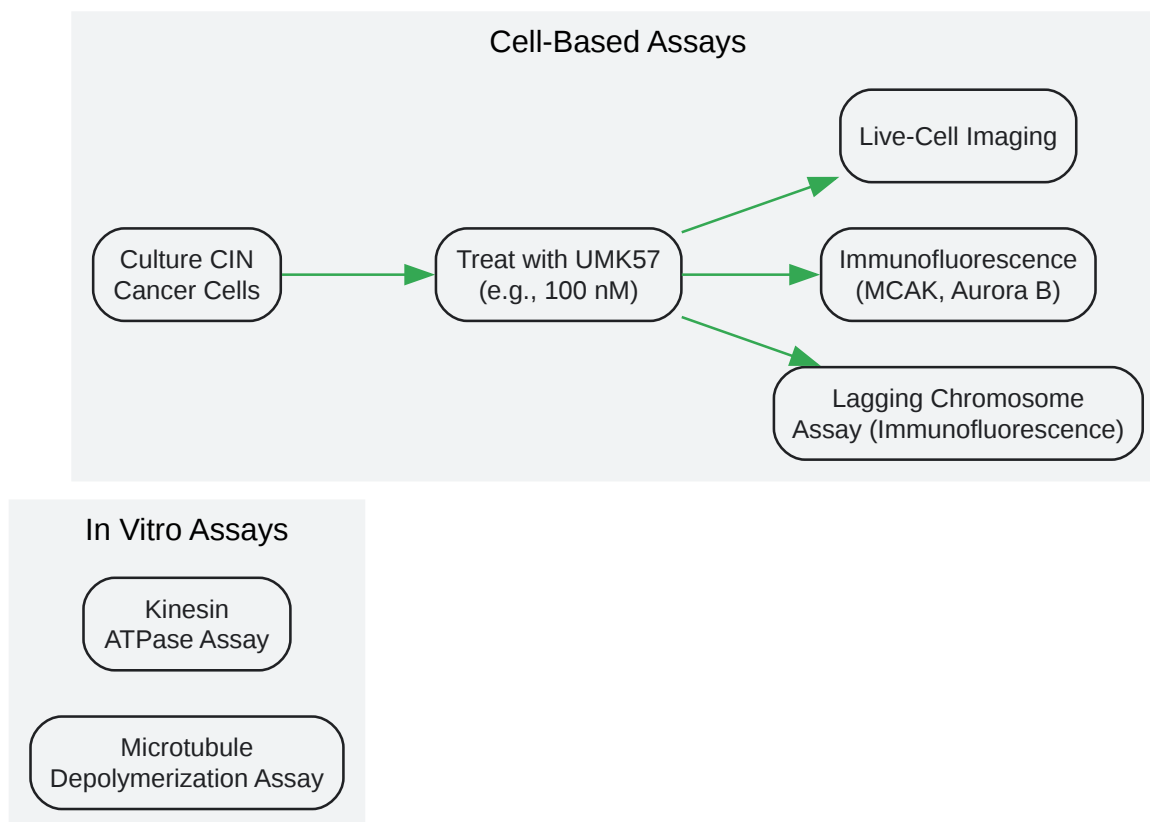 Cell-Based Assays
Live-Cell Imaging
Culture CIN
Cancer Cells
Treat with UMK57
(e.g., 100 nM)
Immunofluorescence
(MCAK, Aurora B)
Lagging Chromosome
Assay (Immunofluorescence)
In Vitro Assays
Kinesin
ATPase Assay
Microtubule
Depolymerization Assay